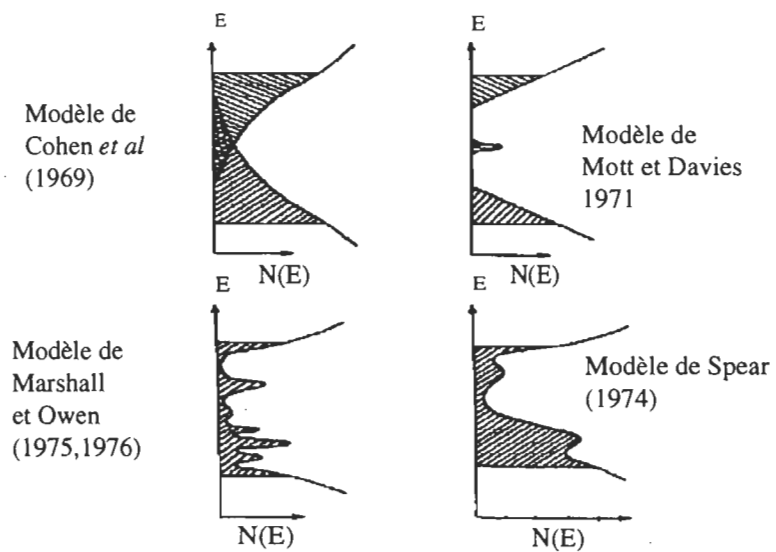 E
Modèle de
Cohen et al
(1969)
N(E)
E
Modèle de
Mott et Davies
1971
N(E)
E
Modèle de
Marshall
et Owen
(1975,1976)
N(E)
E
Modèle de Spear
(1974)
N(E)